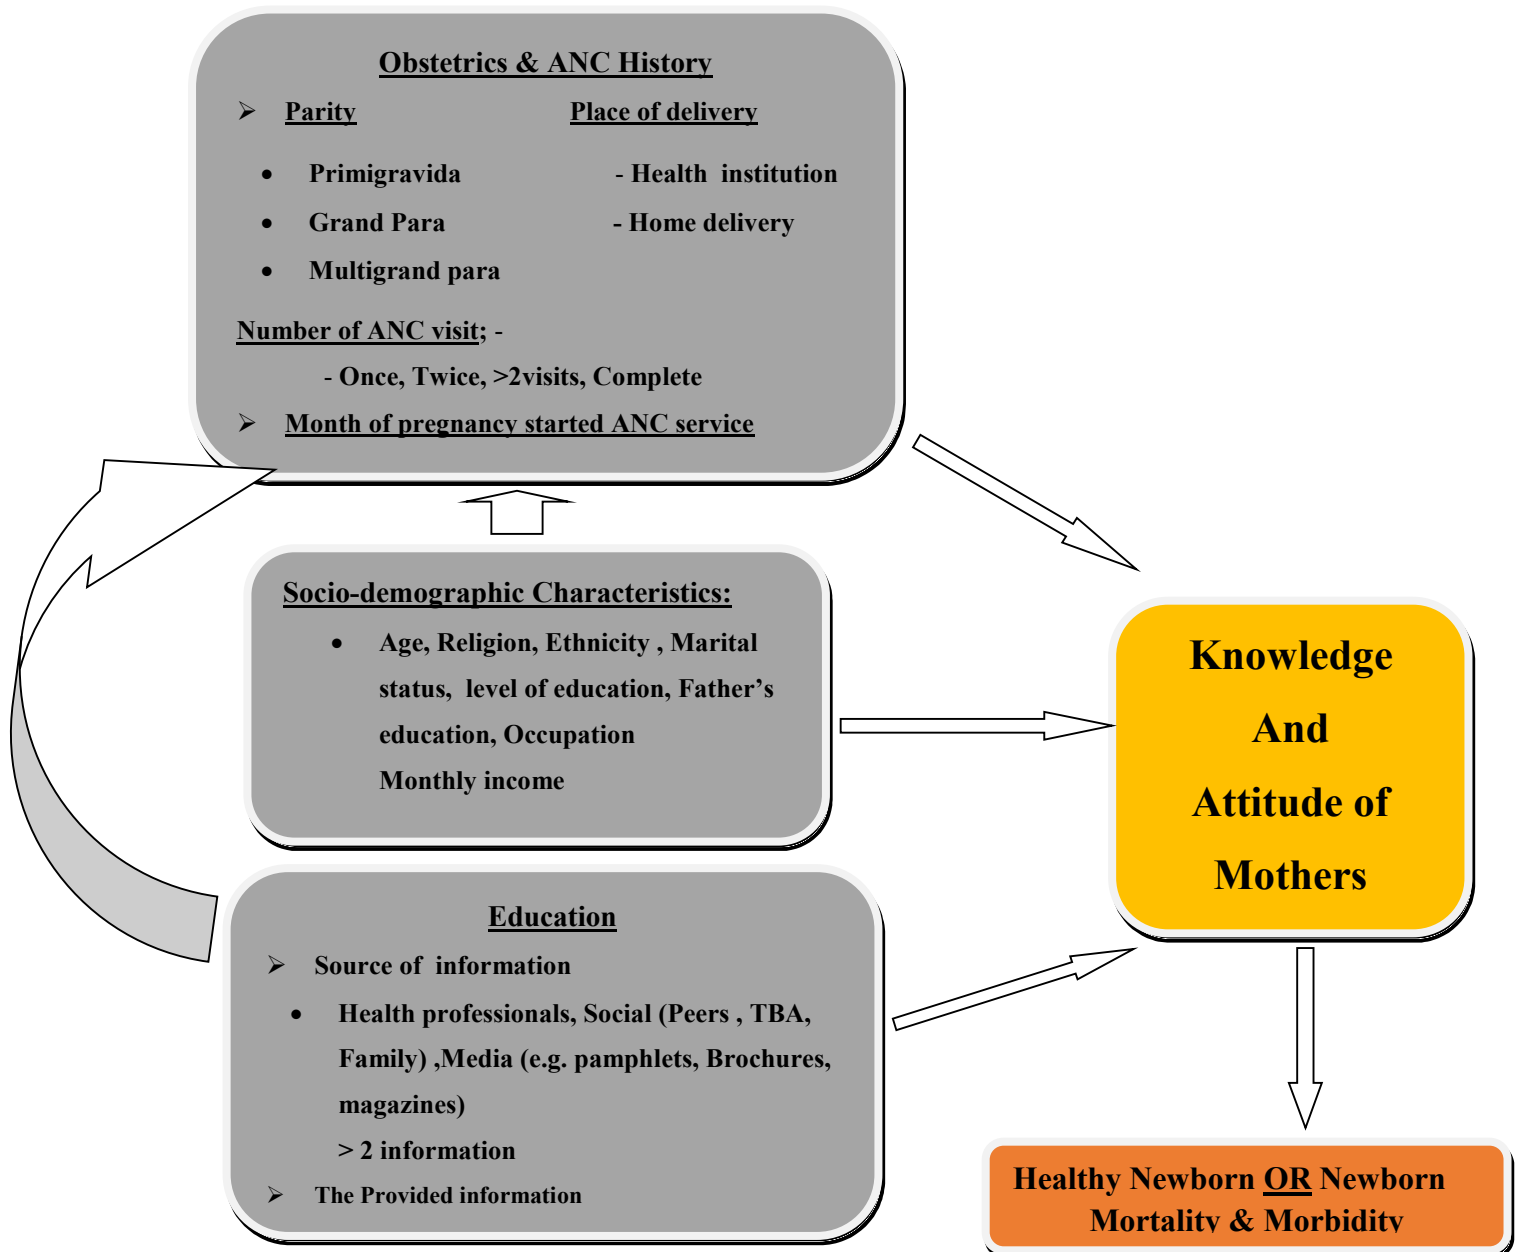 Obstetrics & ANC History
➢ Parity Place of delivery
• Primigravida - Health institution
• Grand Para - Home delivery
• Multigrand para
Number of ANC visit; -
- Once, Twice, >2visits, Complete
➢ Month of pregnancy started ANC service
Socio-demographic Characteristics:
• Age, Religion, Ethnicity , Marital
status, level of education, Father’s
education, Occupation
Monthly income
Education
➢ Source of information
• Health professionals, Social (Peers , TBA,
Family) ,Media (e.g. pamphlets, Brochures,
magazines)
> 2 information
➢ The Provided information
Knowledge
And
Attitude of
Mothers
Healthy Newborn OR Newborn
Mortality & Morbidity